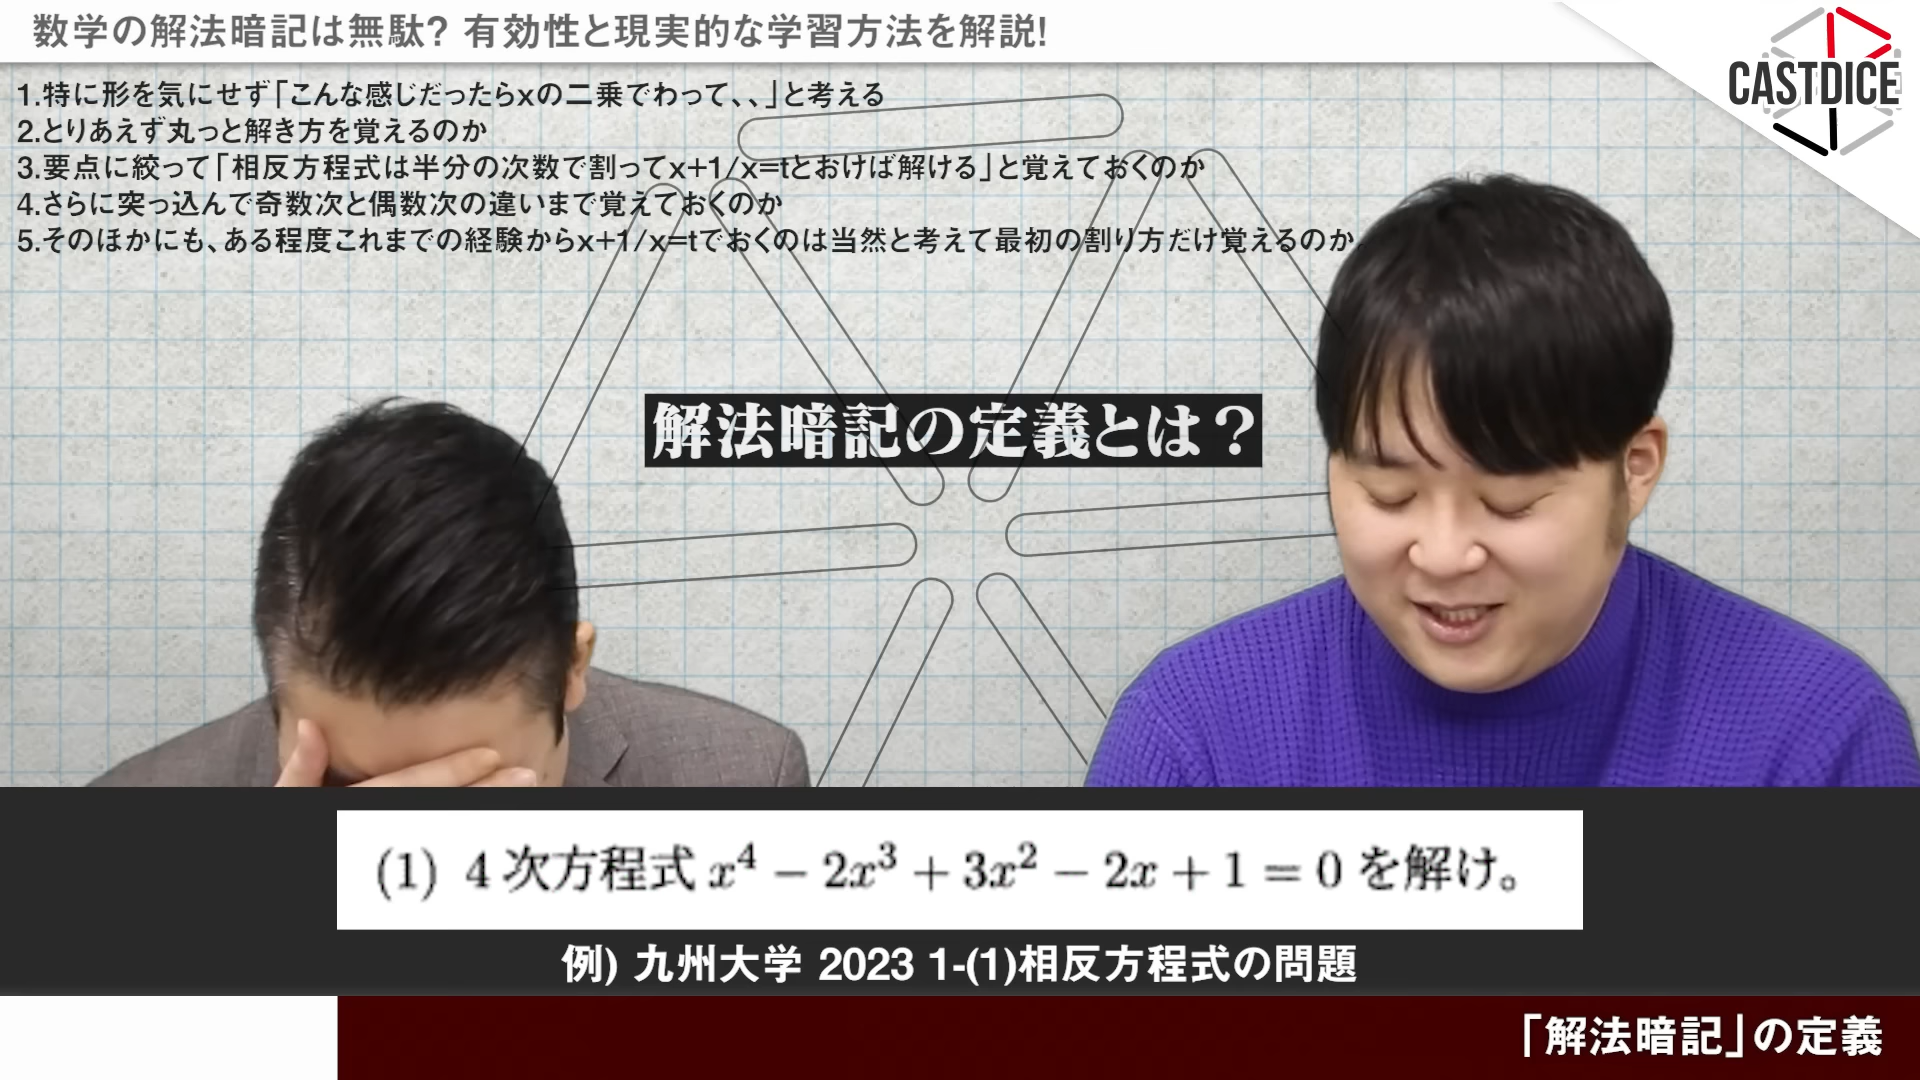 数学の解法暗記は無駄? 有効性と現実的な学習方法を解説!
CASTDICE
1.特に形を気にせず「こんな感じだったらxの二乗でわって、、」と考える
2.とりあえず丸っと解き方を覚えるのか
3.要点に絞って「相反方程式は半分の次数で割ってx+1/x=tとおけば解ける」と覚えておくのか
4.さらに突っ込んで奇数次と偶数次の違いまで覚えておくのか
5.そのほかにも、ある程度これまでの経験からx+1/x=tでおくのは当然と考えて最初の割り方だけ覚えるのか
解法暗記の定義とは？
(1) 4次方程式 x⁴ − 2x³ + 3x² − 2x + 1 = 0 を解け。
例) 九州大学 2023 1-(1)相反方程式の問題
「解法暗記」の定義